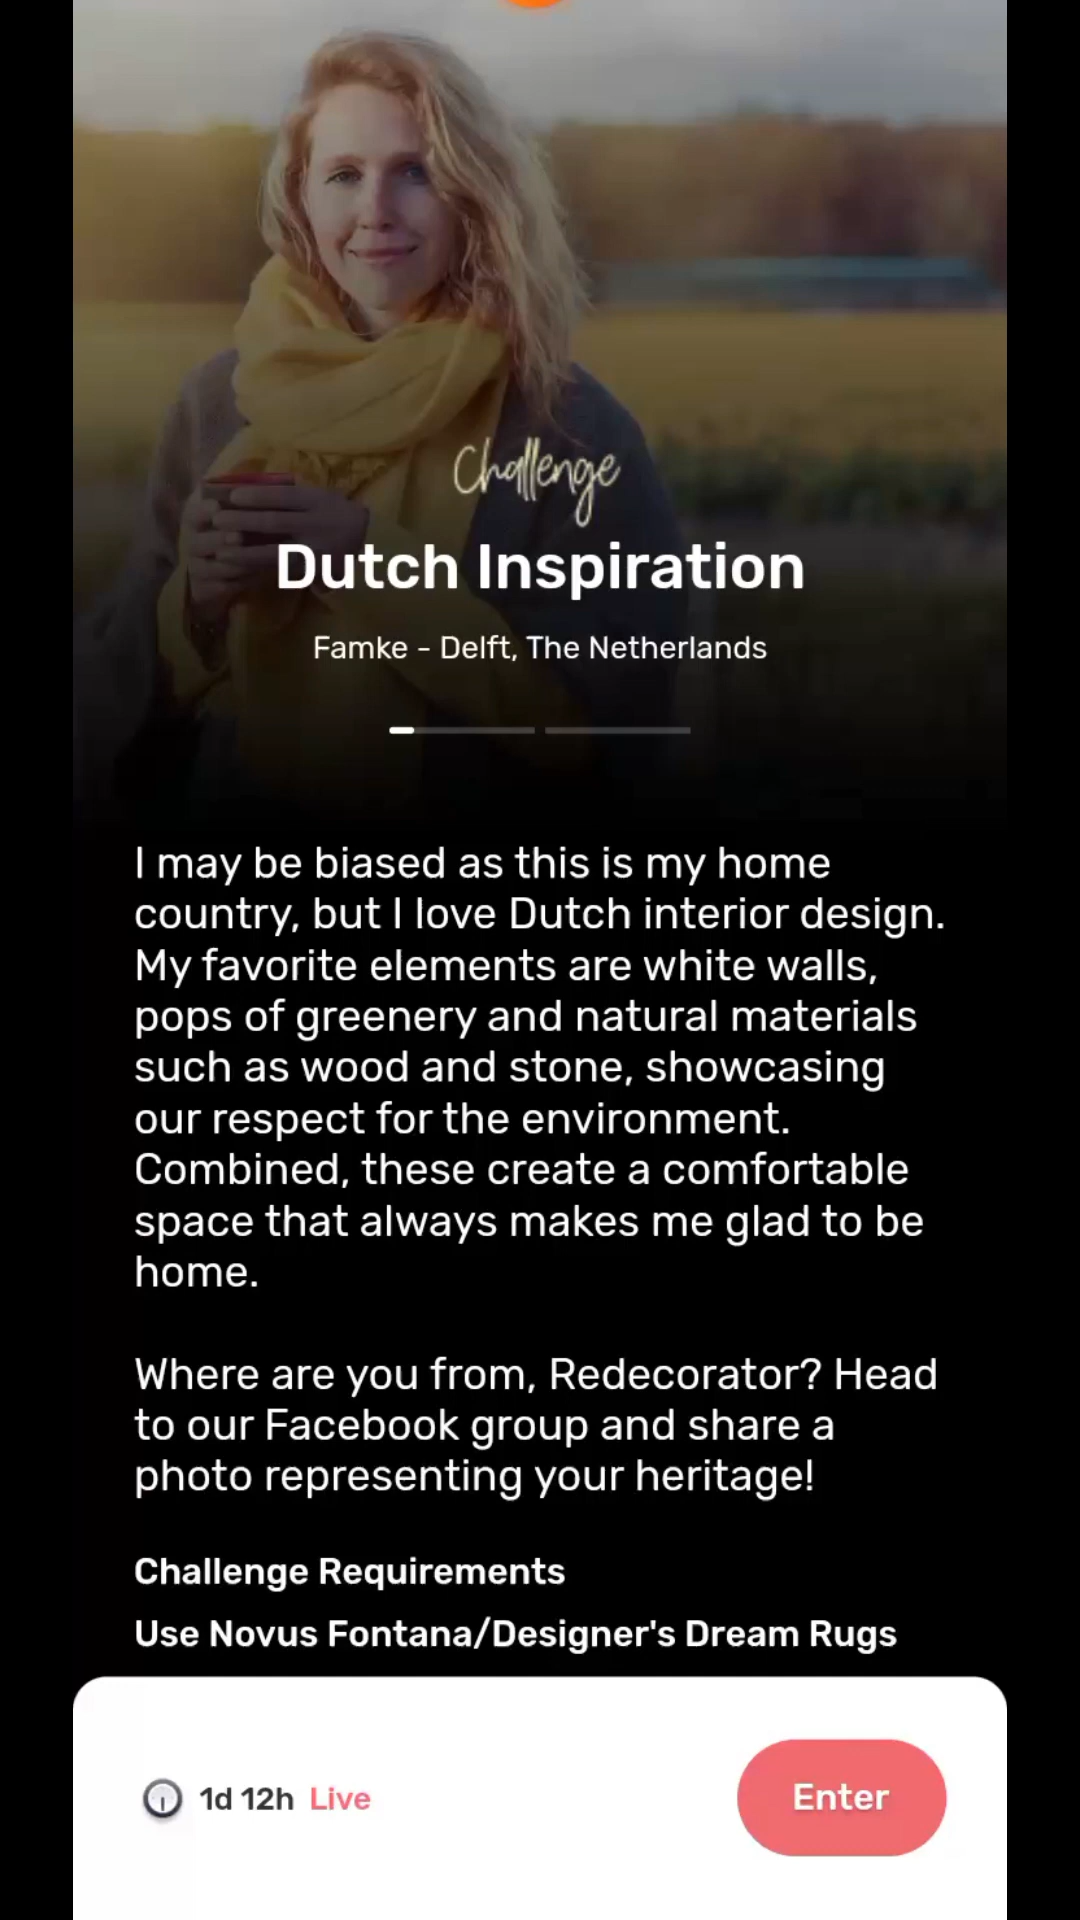 Challenge
Dutch Inspiration
Famke - Delft, The Netherlands
I may be biased as this is my home
country, but I love Dutch interior design.
My favorite elements are white walls,
pops of greenery and natural materials
such as wood and stone, showcasing
our respect for the environment.
Combined, these create a comfortable
space that always makes me glad to be
home.
Where are you from, Redecorator? Head
to our Facebook group and share a
photo representing your heritage!
Challenge Requirements
Use Novus Fontana/Designer's Dream Rugs
1d 12h Live
Enter